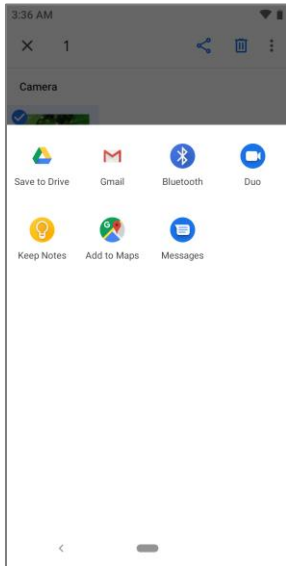 3:36 AM
1
Camera
Save to Drive
Gmail
Bluetooth
Duo
Keep Notes
Add to Maps
Messages